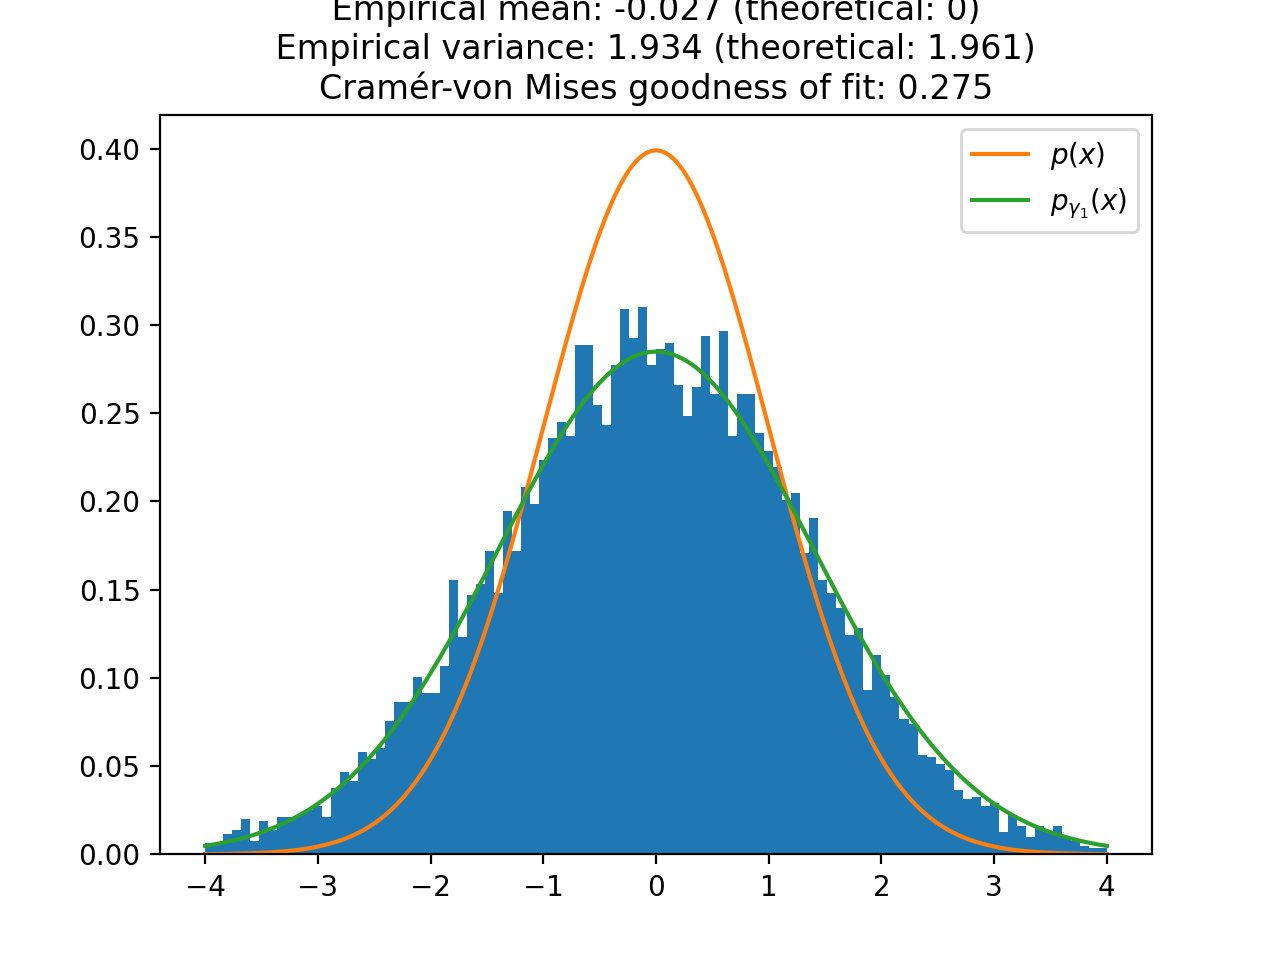 Empirical mean: -0.027 (theoretical: 0)
Empirical variance: 1.934 (theoretical: 1.961)
Cramér-von Mises goodness of fit: 0.275
p(x)
p_{γ_1}(x)
0.40
0.35
0.30
0.25
0.20
0.15
0.10
0.05
0.00
−4 −3 −2 −1 0 1 2 3 4